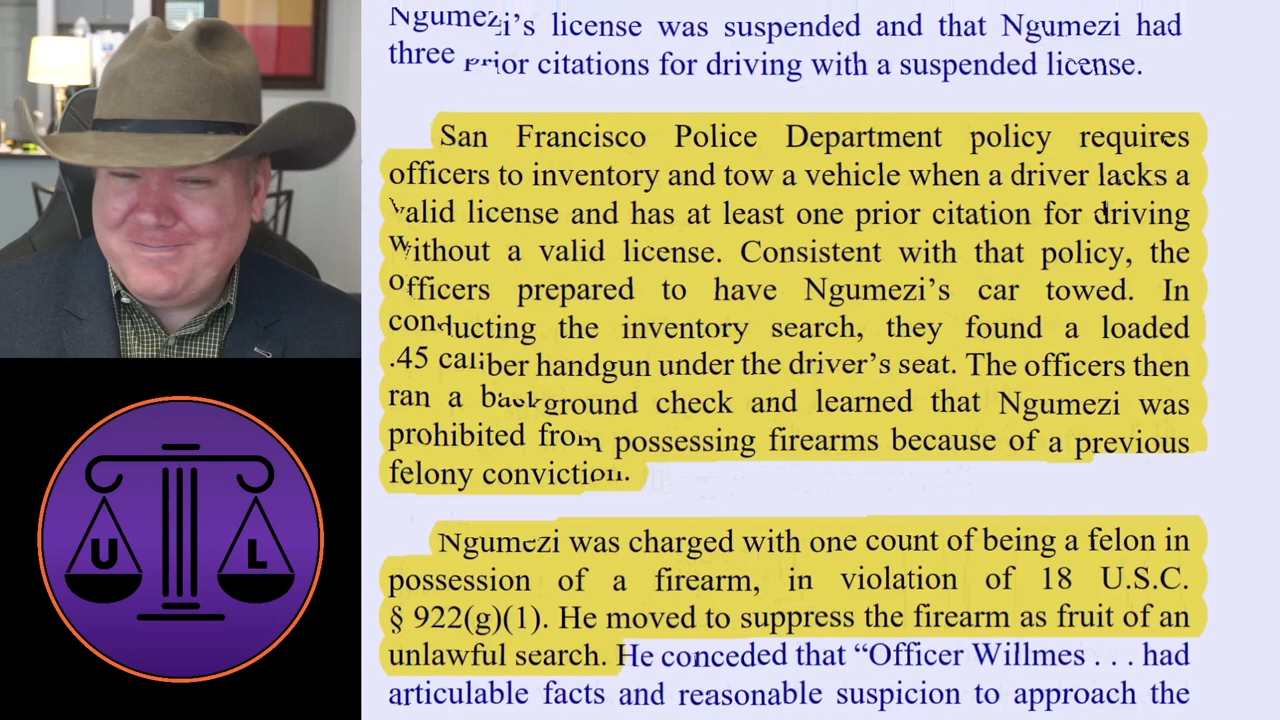 Ngumezi's license was suspended and that Ngumezi had
three prior citations for driving with a suspended license.
San Francisco Police Department policy requires
officers to inventory and tow a vehicle when a driver lacks a
valid license and has at least one prior citation for driving
without a valid license. Consistent with that policy, the
officers prepared to have Ngumezi's car towed. In
conducting the inventory search, they found a loaded
.45 caliber handgun under the driver's seat. The officers then
ran a background check and learned that Ngumezi was
prohibited from possessing firearms because of a previous
felony conviction.
Ngumezi was charged with one count of being a felon in
possession of a firearm, in violation of 18 U.S.C.
§ 922(g)(1). He moved to suppress the firearm as fruit of an
unlawful search. He conceded that “Officer Willmes . . . had
articulable facts and reasonable suspicion to approach the
U L